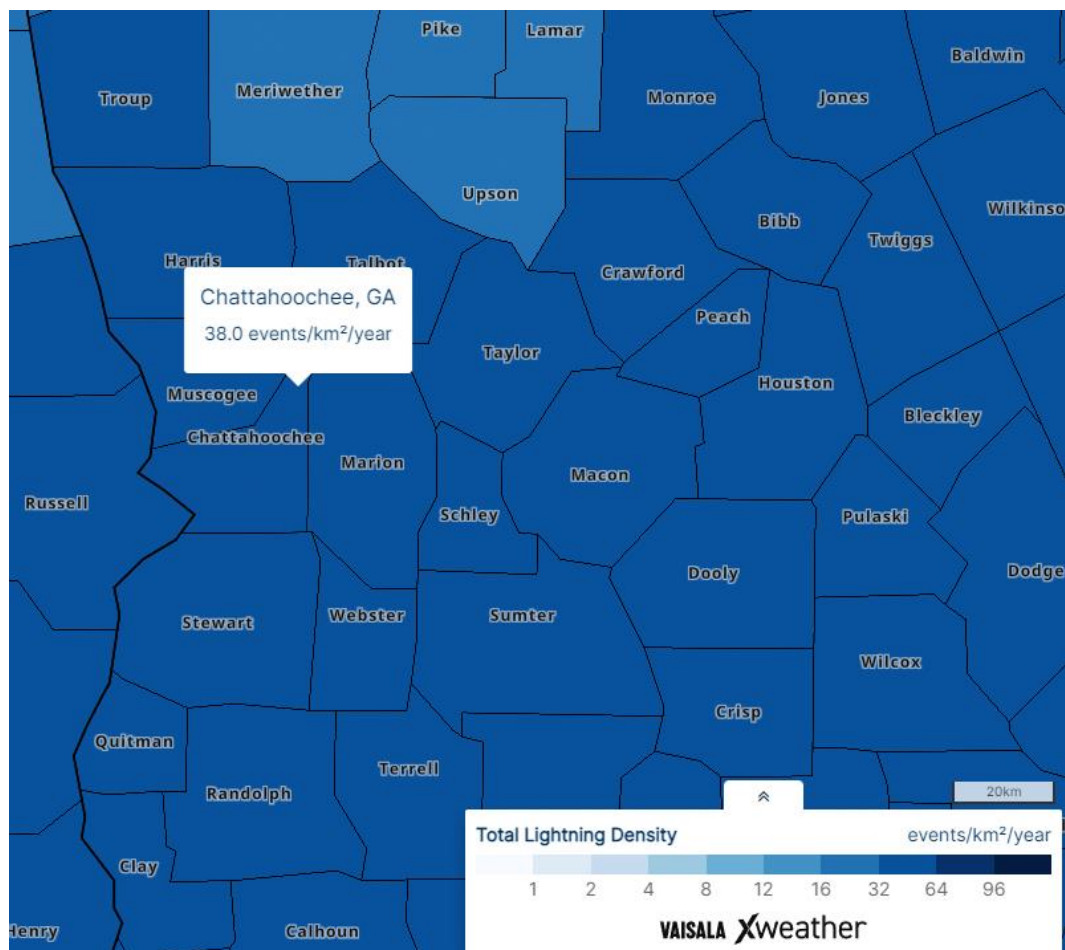 Pike
Lamar
Baldwin
Troup
Meriwether
Monroe
Jones
Upson
Wilkinso
Bibb
Twiggs
Harris
Talbot
Crawford
Chattahoochee, GA
38.0 events/km²/year
Peach
Taylor
Houston
Muscogee
Bleckley
Chattahoochee
Marion
Macon
Russell
Schley
Pulaski
Dooly
Dodge
Stewart
Webster
Sumter
Wilcox
Crisp
Quitman
Terrell
Randolph
20km
Total Lightning Density events/km²/year
1 2 4 8 12 16 32 64 96
Clay
VAISALA Xweather
Henry
Calhoun